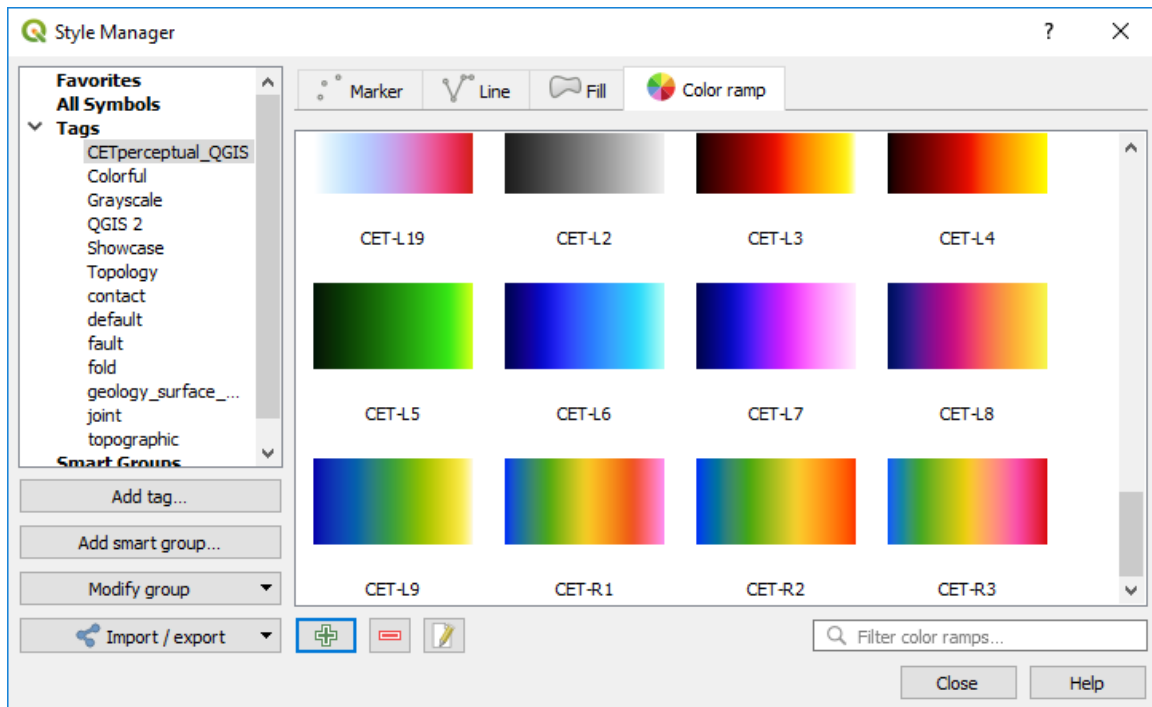 Style Manager
?
Favorites
All Symbols
Tags
CETperceptual_QGIS
Colorful
Grayscale
QGIS 2
Showcase
Topology
contact
default
fault
fold
geology_surface_...
joint
topographic
Smart Groups
Add tag...
Add smart group...
Modify group
Import / export
Marker Line Fill Color ramp
CET-L19 CET-L2 CET-L3 CET-L4
CET-L5 CET-L6 CET-L7 CET-L8
CET-L9 CET-R1 CET-R2 CET-R3
Filter color ramps...
Close Help